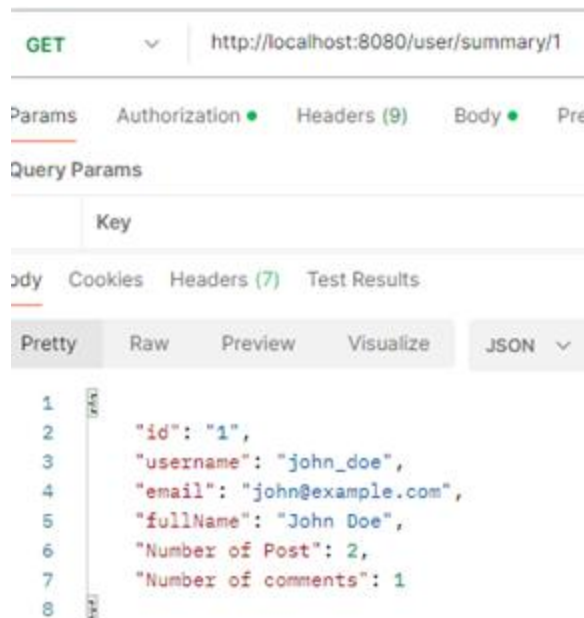 GET http://localhost:8080/user/summary/1
Params Authorization Headers (9) Body Pre
Query Params
Key
ody Cookies Headers (7) Test Results
Pretty Raw Preview Visualize JSON
1 {
2 "id": "1",
3 "username": "john_doe",
4 "email": "john@example.com",
5 "fullName": "John Doe",
6 "Number of Post": 2,
7 "Number of comments": 1
8 }